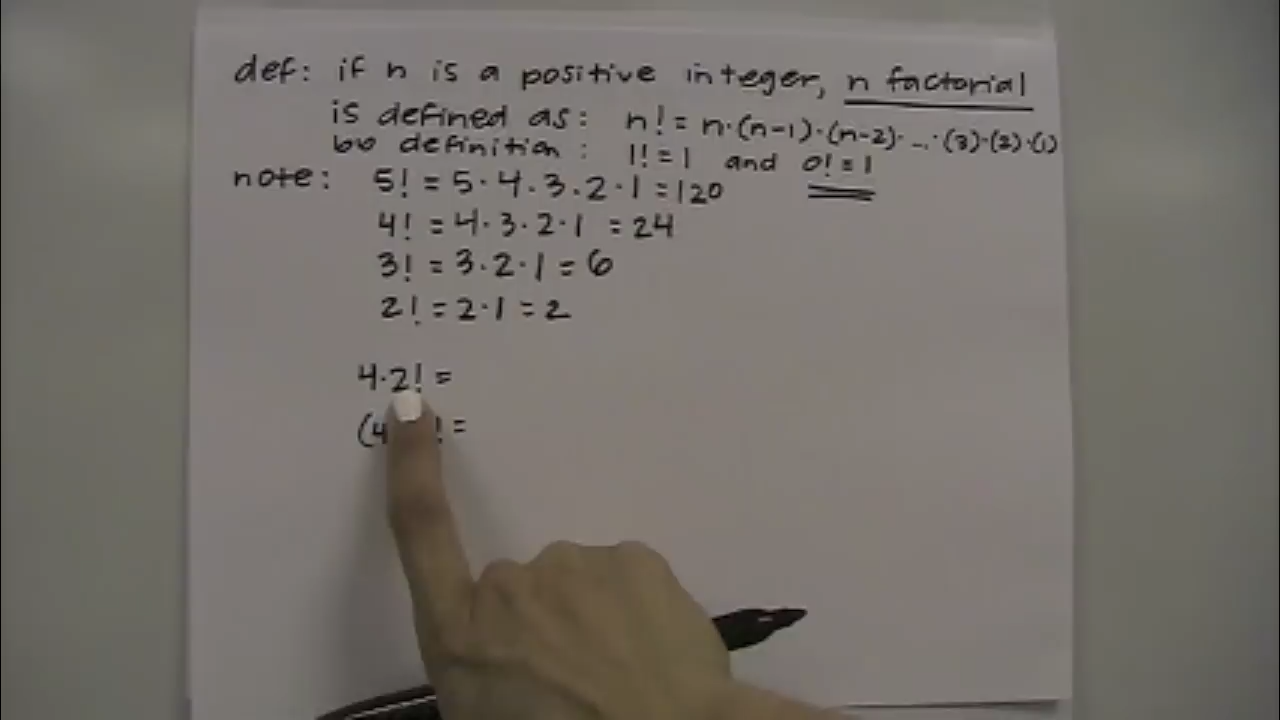 def: if n is a positive integer, n factorial
is defined as: n! = n·(n-1)·(n-2)·...·(3)·(2)·(1)
by definition: 1! = 1 and 0! = 1
note: 5! = 5·4·3·2·1 = 120
4! = 4·3·2·1 = 24
3! = 3·2·1 = 6
2! = 2·1 = 2
4·2! =
(4 ! =